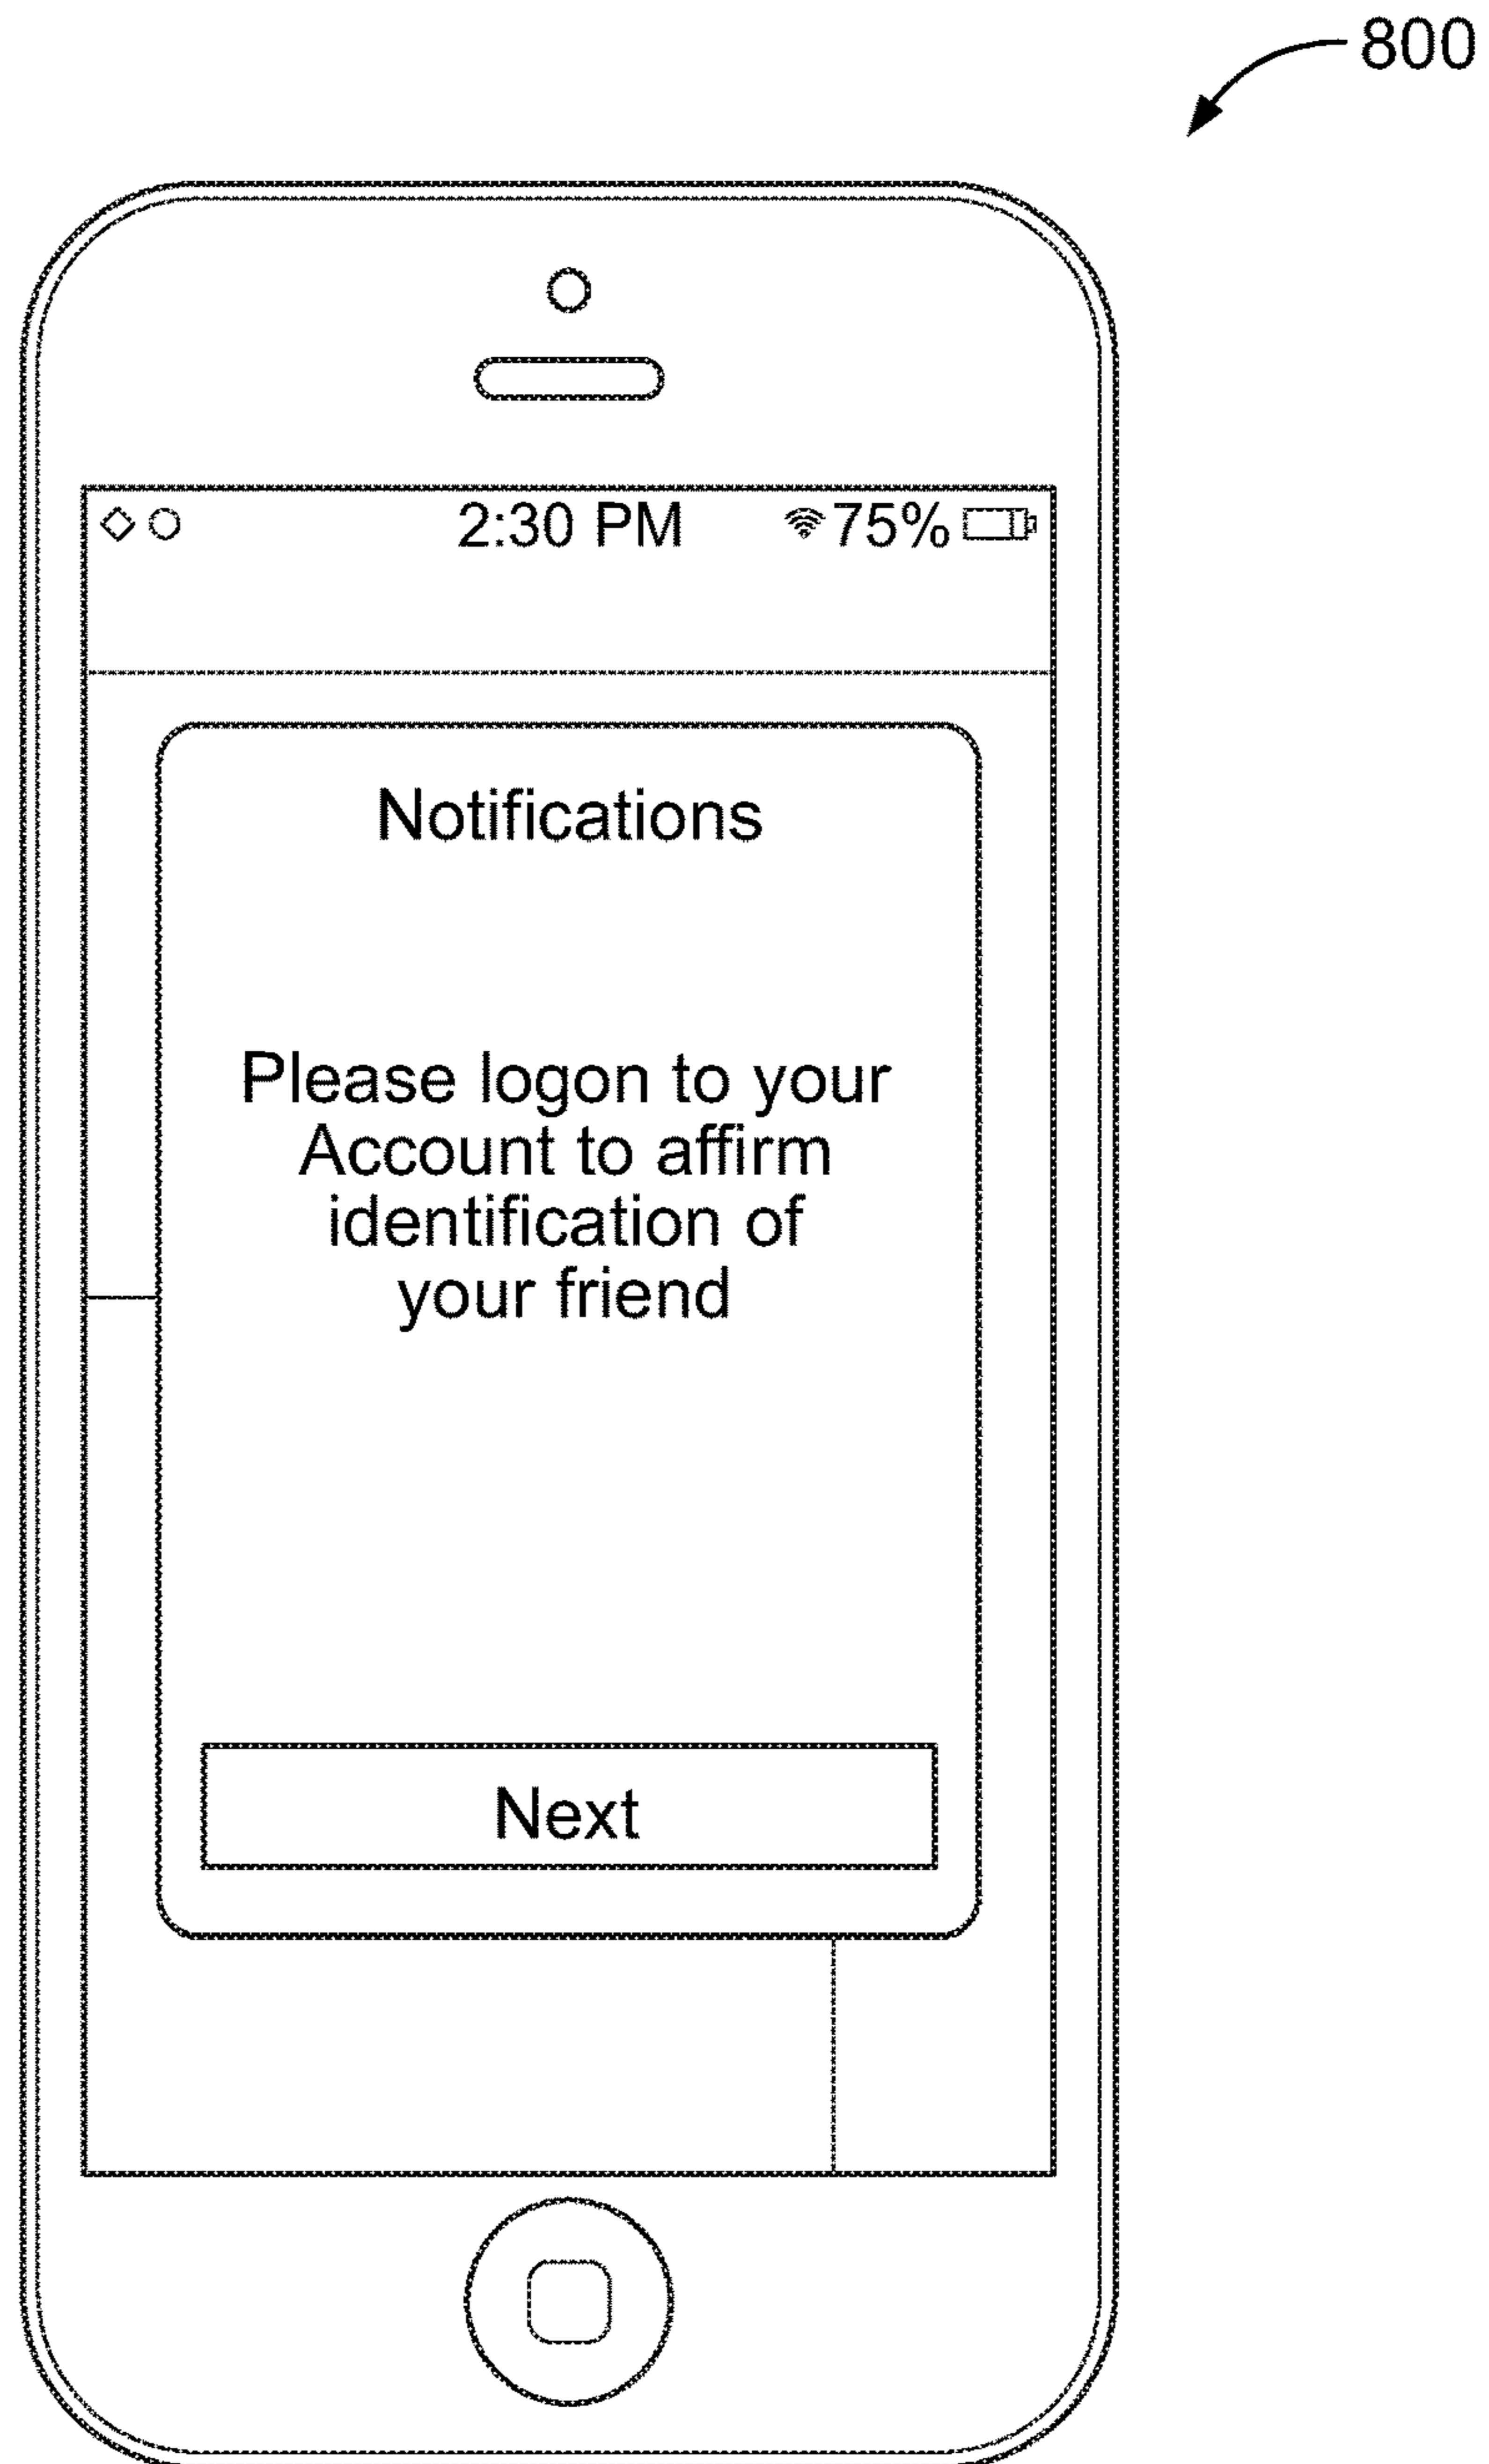 800
2:30 PM 75%
Notifications
Please logon to your
Account to affirm
identification of
your friend
Next